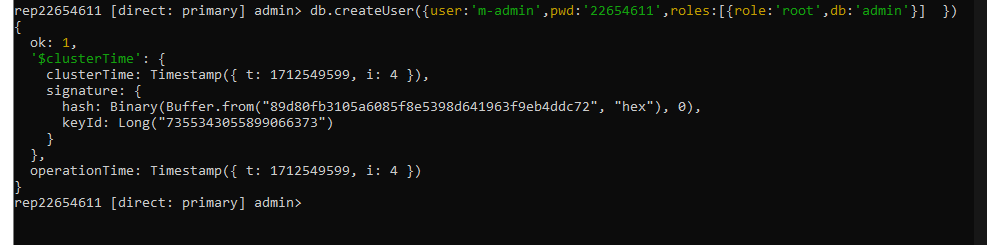 rep22654611 [direct: primary] admin> db.createUser({user:'m-admin',pwd:'22654611',roles:[{role:'root',db:'admin'}]  })
{
  ok: 1,
  '$clusterTime': {
    clusterTime: Timestamp({ t: 1712549599, i: 4 }),
    signature: {
      hash: Binary(Buffer.from("89d80fb3105a6085f8e5398d641963f9eb4ddc72", "hex"), 0),
      keyId: Long("7355343055899066373")
    }
  },
  operationTime: Timestamp({ t: 1712549599, i: 4 })
}
rep22654611 [direct: primary] admin>